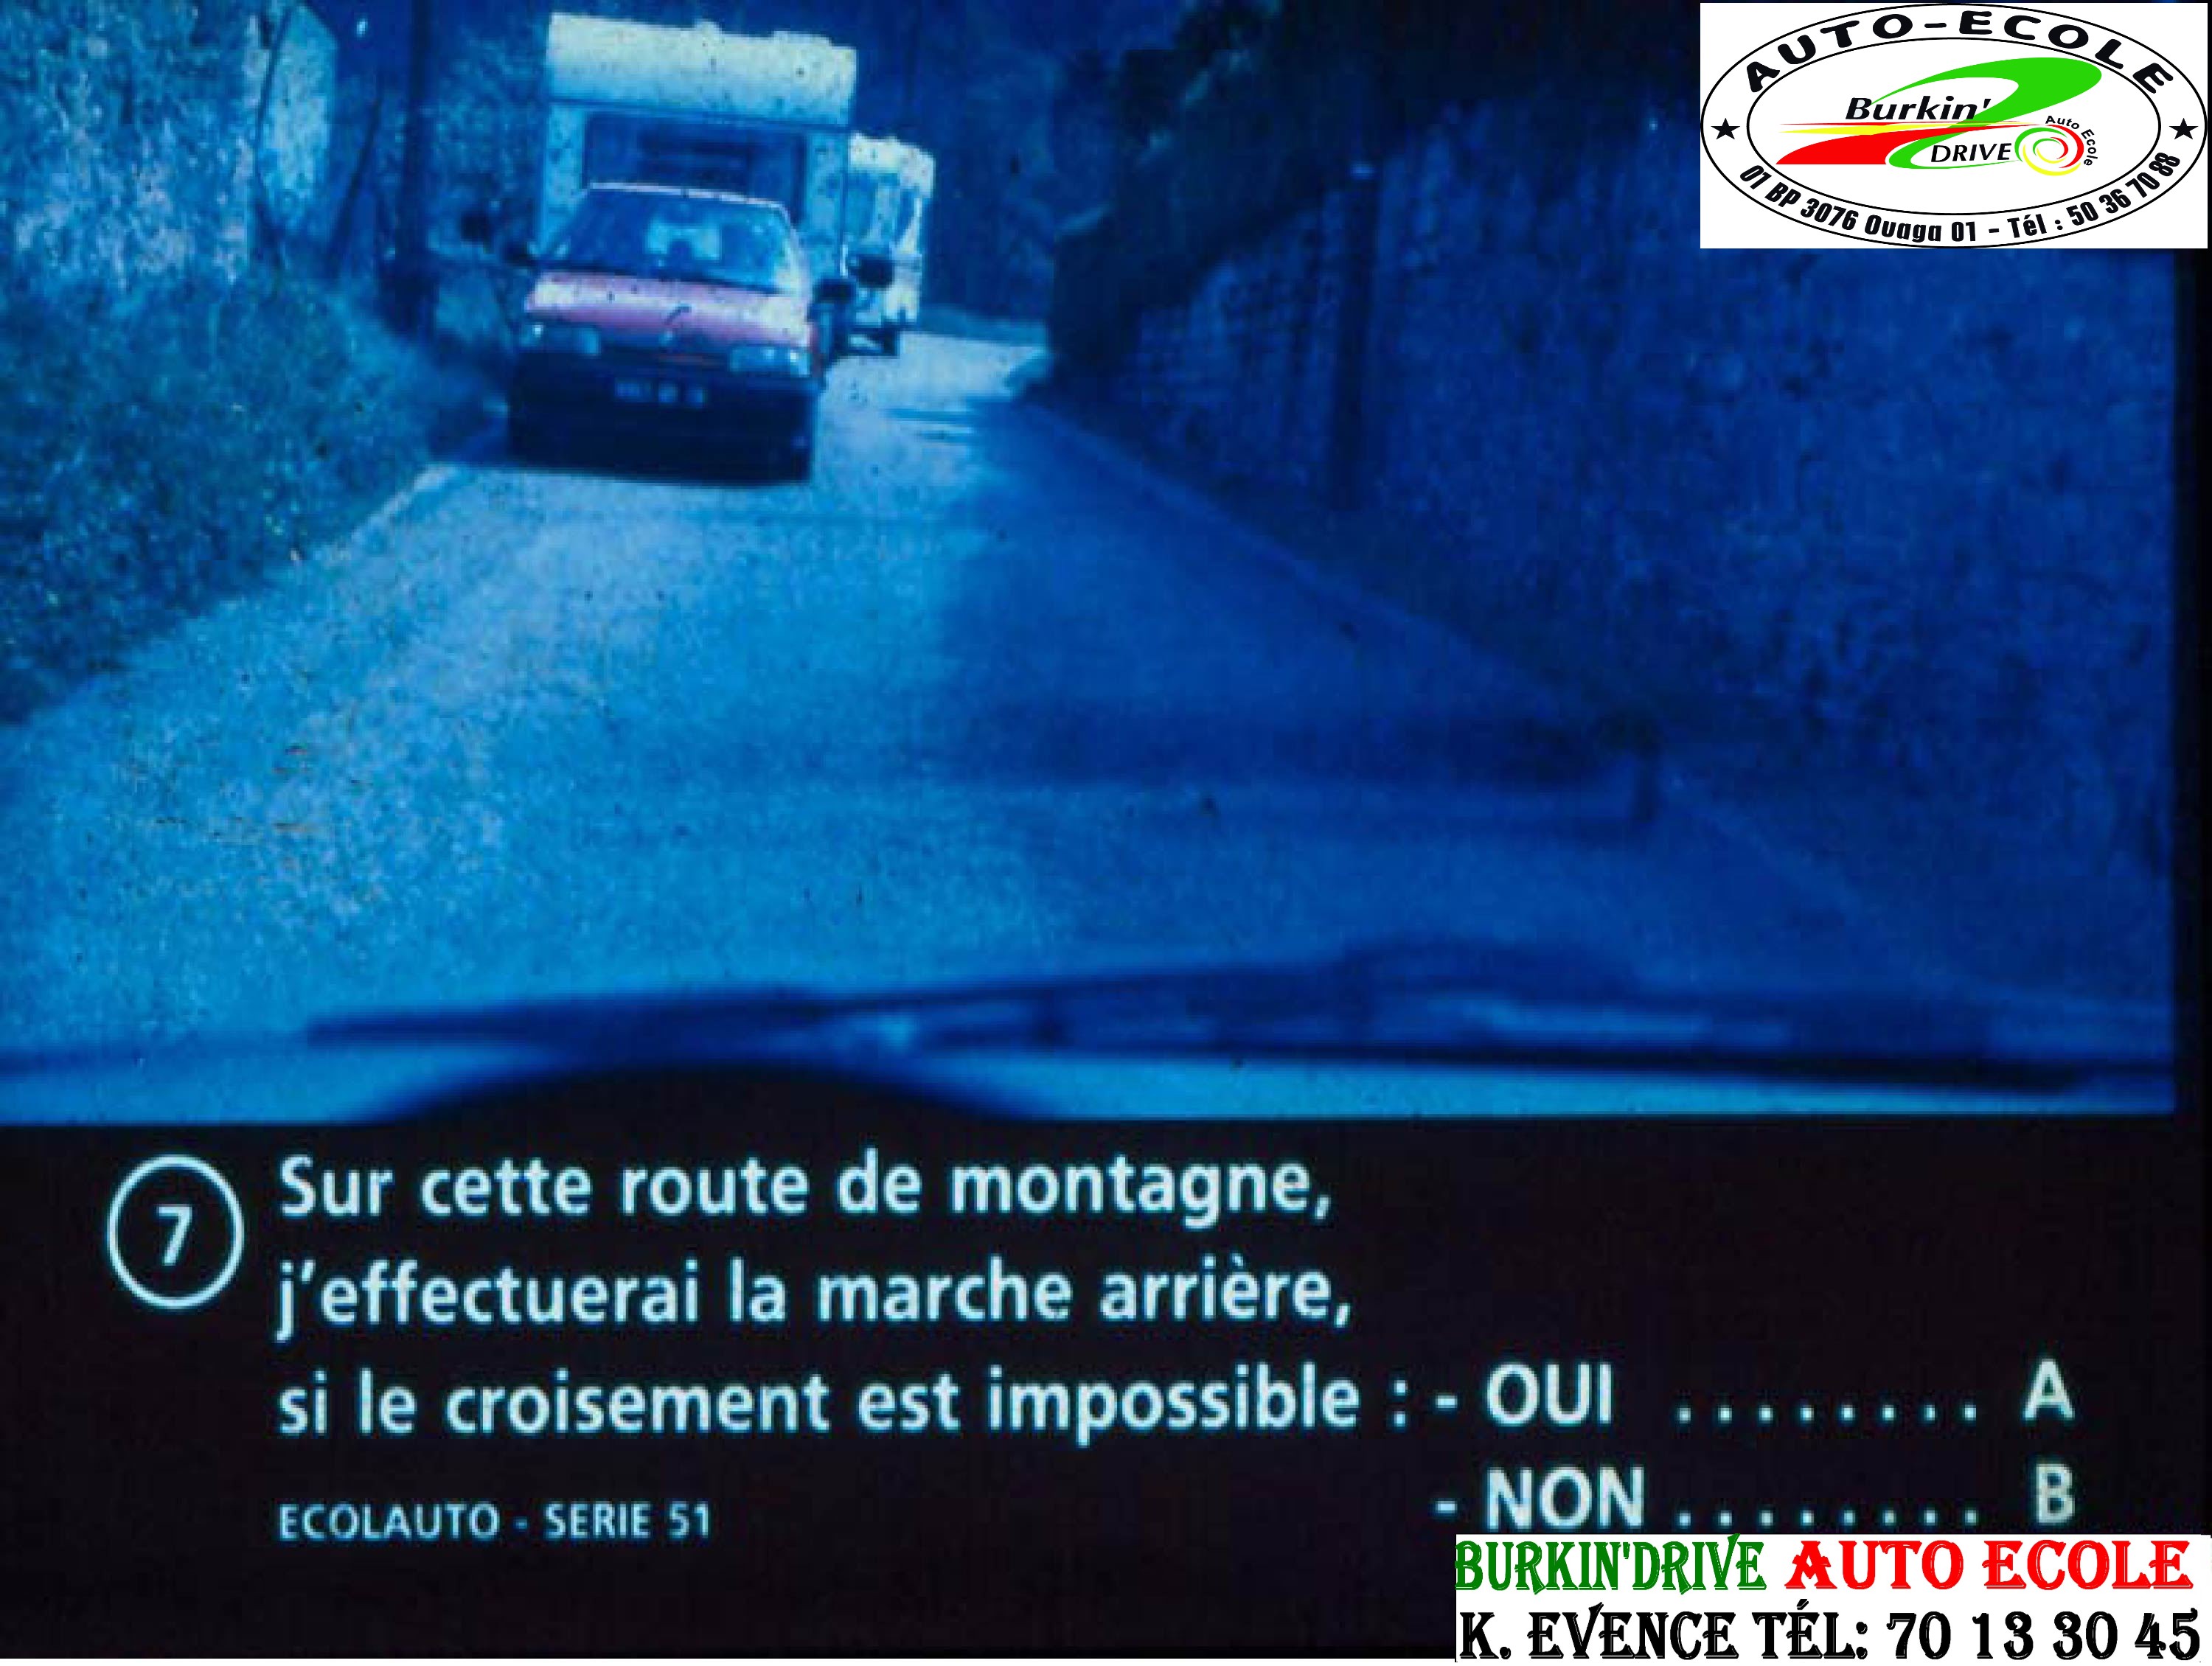 AUTO-ECOLE
Burkin'
DRIVE
Auto Ecole
01 BP 3076 Ouaga 01 - Tél : 50 36 70 88
7
Sur cette route de montagne,
j'effectuerai la marche arrière,
si le croisement est impossible : - OUI ........ A
- NON ........ B
ECOLAUTO - SERIE 51
BURKIN'DRIVE AUTO ECOLE
K. EVENCE TÉL: 70 13 30 45